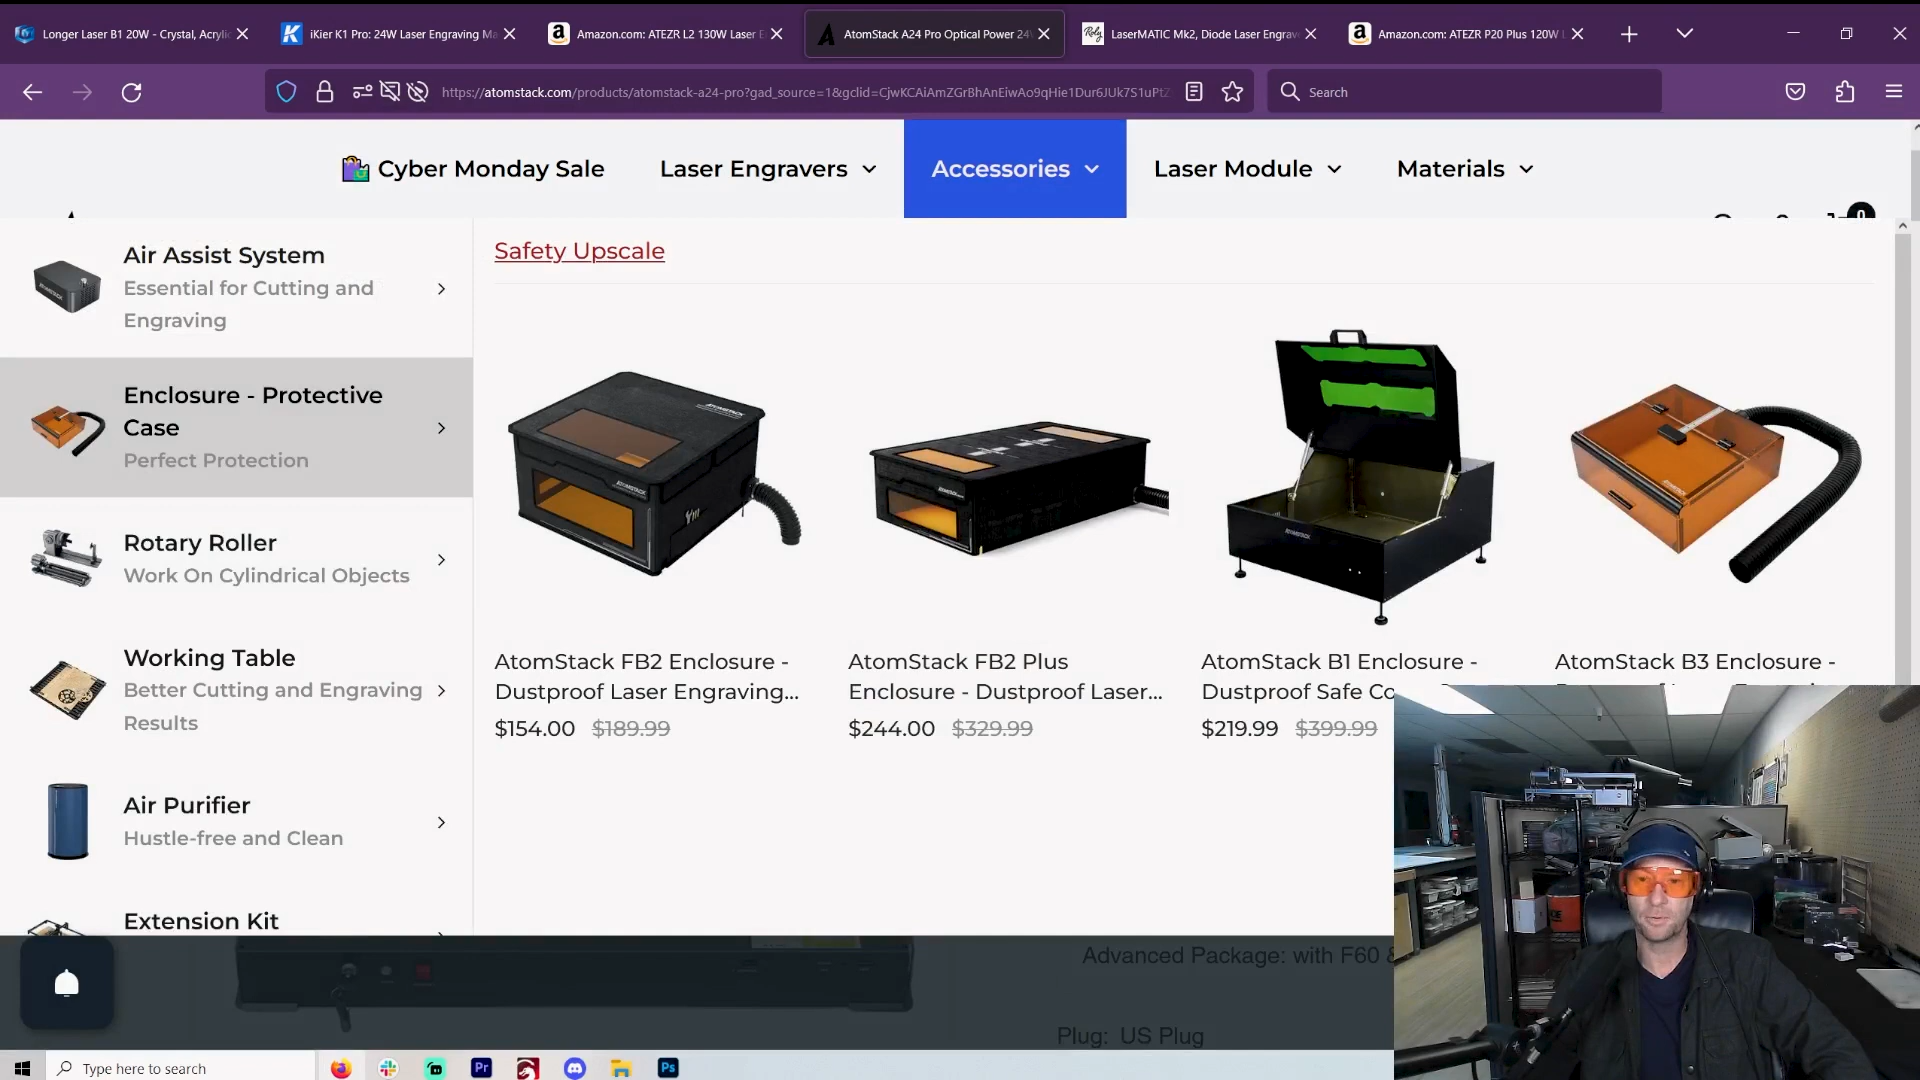 Longer Laser B1 20W - Crystal, Acrylic
iKier K1 Pro: 24W Laser Engraving Ma
Amazon.com: ATEZR L2 130W Laser E
AtomStack A24 Pro Optical Power 24
LaserMATIC Mk2, Diode Laser Engrav
Amazon.com: ATEZR P20 Plus 120W L
https://atomstack.com/products/atomstack-a24-pro?gad_source=1&gclid=CjwKCAiAmZGrBhAnEiwAo9qHie1Dur6JUk7S1uPtZ
Search
Cyber Monday Sale
Laser Engravers
Accessories
Laser Module
Materials
0
Air Assist System
Essential for Cutting and
Engraving
Enclosure - Protective
Case
Perfect Protection
Rotary Roller
Work On Cylindrical Objects
Working Table
Better Cutting and Engraving
Results
Air Purifier
Hustle-free and Clean
Extension Kit
Safety Upscale
AtomStack FB2 Enclosure -
Dustproof Laser Engraving...
$154.00 $189.99
AtomStack FB2 Plus
Enclosure - Dustproof Laser...
$244.00 $329.99
AtomStack B1 Enclosure -
Dustproof Safe Co
$219.99 $399.99
AtomStack B3 Enclosure -
Advanced Package: with F60 &
Plug: US Plug
Type here to search
Pr
Ps